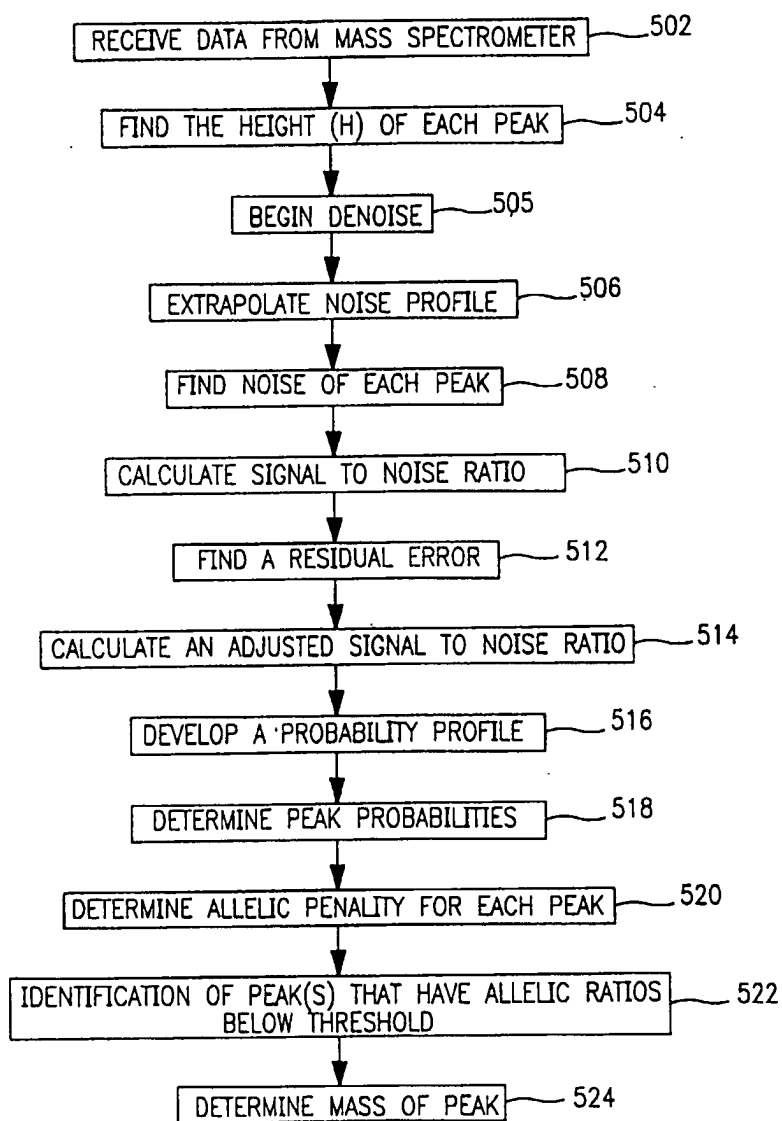 RECEIVE DATA FROM MASS SPECTROMETER 502
FIND THE HEIGHT (H) OF EACH PEAK 504
BEGIN DENOISE 505
EXTRAPOLATE NOISE PROFILE 506
FIND NOISE OF EACH PEAK 508
CALCULATE SIGNAL TO NOISE RATIO 510
FIND A RESIDUAL ERROR 512
CALCULATE AN ADJUSTED SIGNAL TO NOISE RATIO 514
DEVELOP A PROBABILITY PROFILE 516
DETERMINE PEAK PROBABILITIES 518
DETERMINE ALLELIC PENALITY FOR EACH PEAK 520
IDENTIFICATION OF PEAK(S) THAT HAVE ALLELIC RATIOS 522
BELOW THRESHOLD
DETERMINE MASS OF PEAK 524